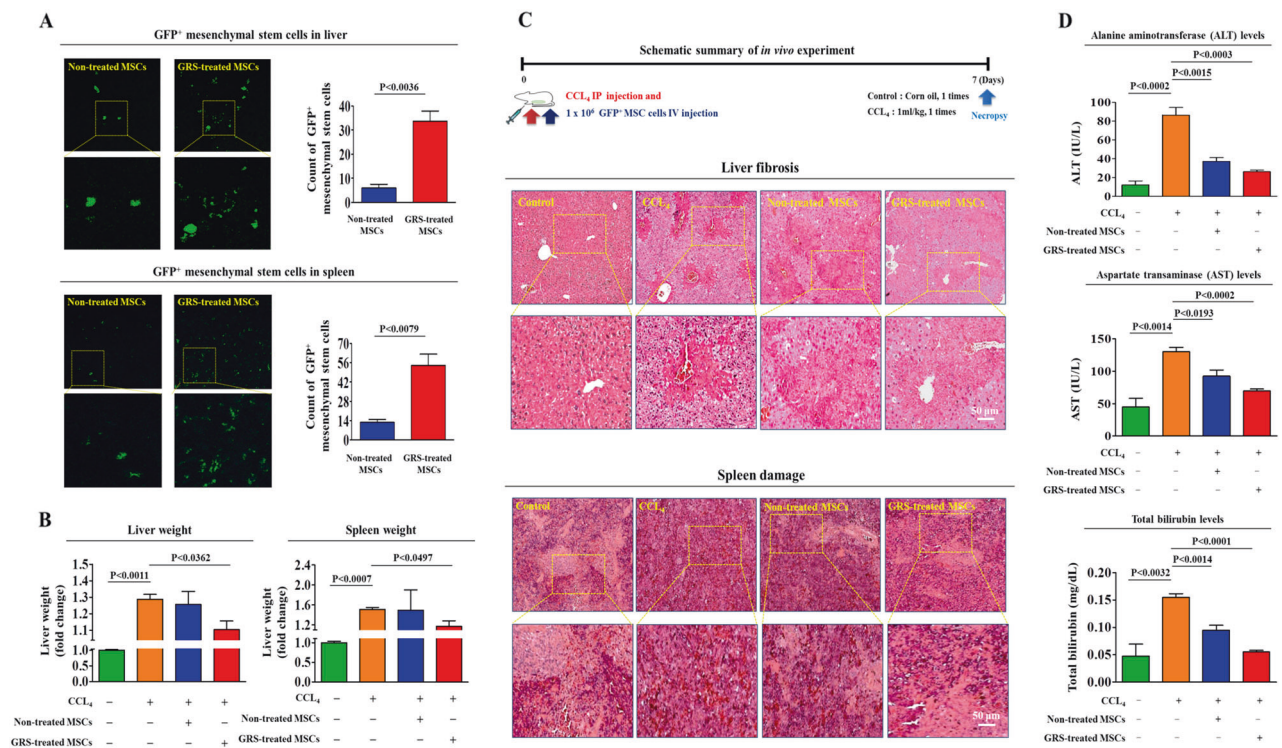 A
GFP+ mesenchymal stem cells in liver
Non-treated MSCs
GRS-treated MSCs
P<0.0036
Count of GFP+
mesenchymal stem cells
60
45
30
15
0
Non-treated
MSCs
GRS-treated
MSCs
GFP+ mesenchymal stem cells in spleen
Non-treated MSCs
GRS-treated MSCs
P<0.0079
Count of GFP+
mesenchymal stem cells
70
56
42
28
14
0
Non-treated
MSCs
GRS-treated
MSCs
B
Liver weight
P<0.0362
P<0.0011
Liver weight
(fold change)
1.5
1.4
1.3
1.2
1.1
1.0
0.5
0.0
CCL4
− + + +
Non-treated MSCs
− − + −
GRS-treated MSCs
− − − +
Spleen weight
P<0.0497
P<0.0007
Liver weight
(fold change)
2.4
2.0
1.6
1.2
1.0
0.5
0.0
CCL4
− + + +
Non-treated MSCs
− − + −
GRS-treated MSCs
− − − +
C
Schematic summary of in vivo experiment
0
7 (Days)
CCL4 IP injection and
1 x 10^6 GFP+ MSC cells IV injection
Control : Corn oil, 1 times
CCL4 : 1ml/kg, 1 times
Necropsy
Liver fibrosis
Control
CCL4
Non-treated MSCs
GRS-treated MSCs
50 μm
Spleen damage
Control
CCL4
Non-treated MSCs
GRS-treated MSCs
50 μm
D
Alanine aminotransferase (ALT) levels
P<0.0003
P<0.0015
P<0.0002
ALT (IU/L)
100
80
60
40
20
0
CCL4
− + + +
Non-treated MSCs
− − + −
GRS-treated MSCs
− − − +
Aspartate transaminase (AST) levels
P<0.0002
P<0.0193
P<0.0014
AST (IU/L)
150
100
50
0
CCL4
− + + +
Non-treated MSCs
− − + −
GRS-treated MSCs
− − − +
Total bilirubin levels
P<0.0001
P<0.0014
P<0.0032
Total bilirubin (mg/dL)
0.20
0.15
0.10
0.05
0.00
CCL4
− + + +
Non-treated MSCs
− − + −
GRS-treated MSCs
− − − +